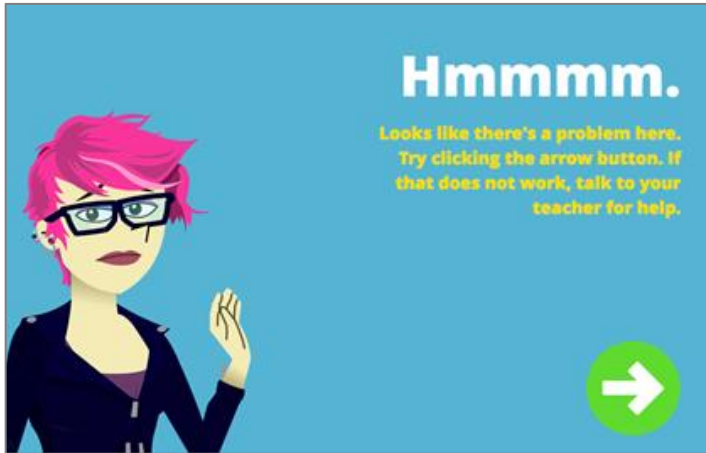 Hmmmm.
Looks like there's a problem here.
Try clicking the arrow button. If
that does not work, talk to your
teacher for help.